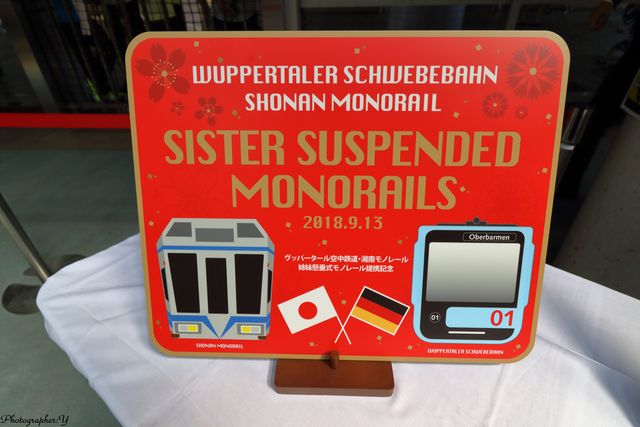 WUPPERTALER SCHWEBEBAHN
SHONAN MONORAIL
SISTER SUSPENDED
MONORAILS
2018.9.13
ヴッパータール空中鉄道・湘南モノレール
姉妹懸垂式モノレール提携記念
Oberbarmen
01
01
SHONAN MONORAIL
WUPPERTALER SCHWEBEBAHN
Photographer:Y